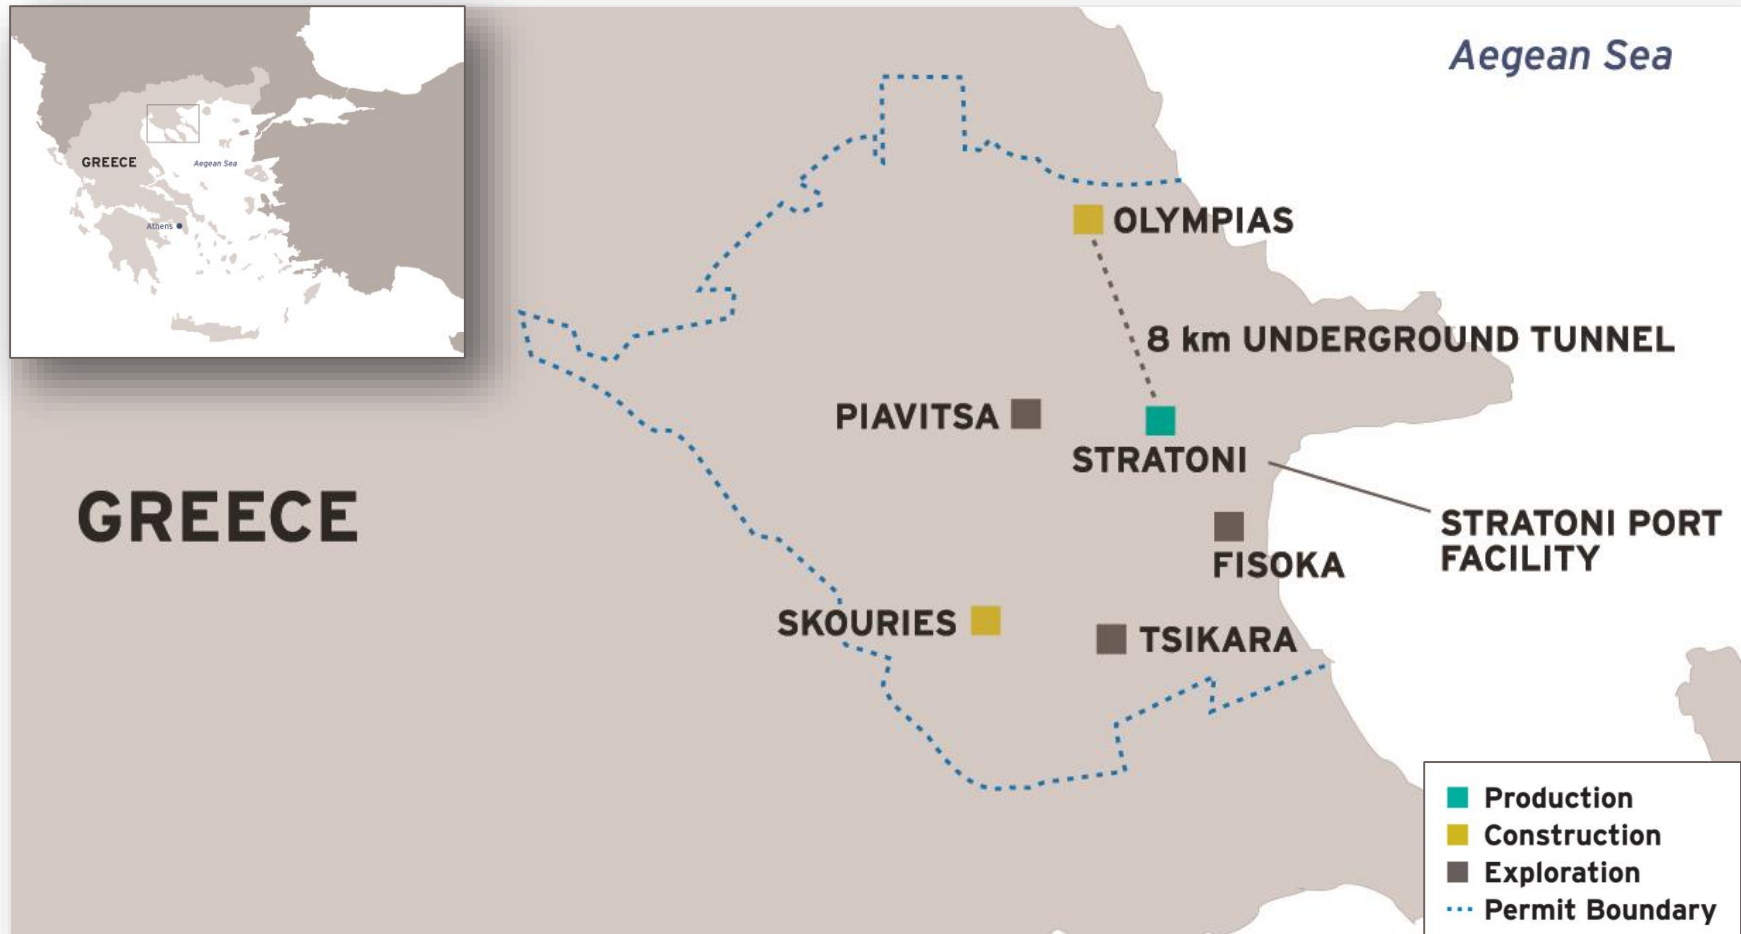 GREECE
Aegean Sea
Athens
Aegean Sea
OLYMPIAS
8 km UNDERGROUND TUNNEL
PIAVITSA
STRATONI
GREECE
STRATONI PORT
FACILITY
FISOKA
SKOURIES
TSIKARA
Production
Construction
Exploration
Permit Boundary